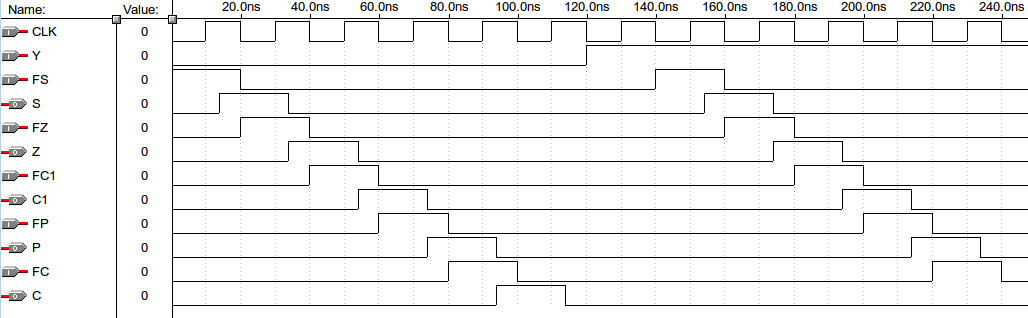 Name: Value: 20.0ns 40.0ns 60.0ns 80.0ns 100.0ns 120.0ns 140.0ns 160.0ns 180.0ns 200.0ns 220.0ns 240.0ns
I CLK 0
I Y 0
I FS 0
O S 0
I FZ 0
O Z 0
I FC1 0
O C1 0
I FP 0
O P 0
I FC 0
O C 0